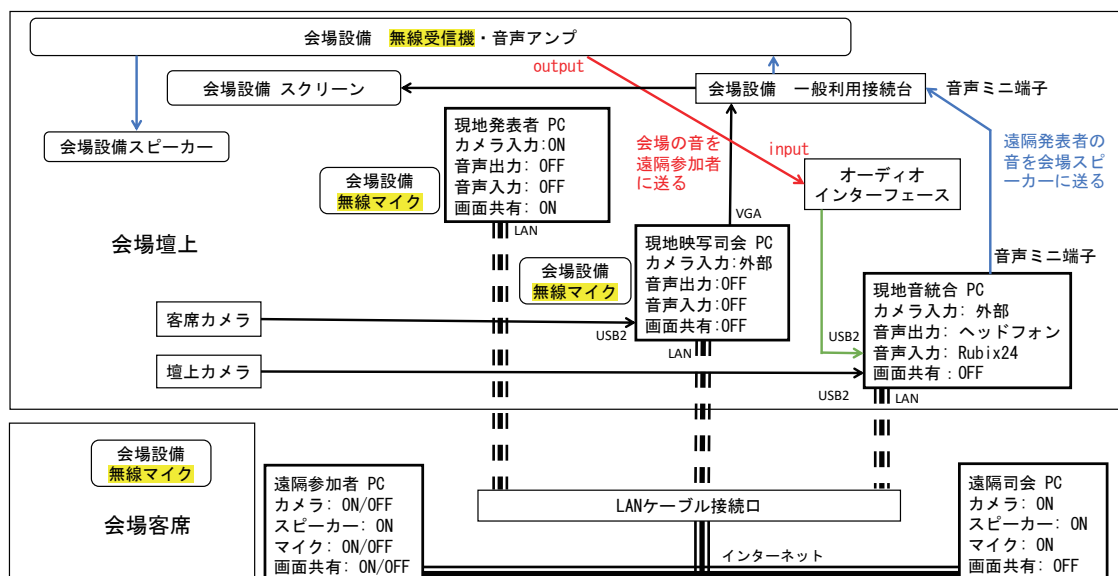 会場設備 無線受信機・音声アンプ
output
会場設備 スクリーン
会場設備 一般利用接続台
音声ミニ端子
会場設備スピーカー
現地発表者 PC
カメラ入力:ON
音声出力: OFF
音声入力: OFF
画面共有: ON
会場の音を
遠隔参加者
に送る
input
遠隔発表者の
音を会場スピ
ーカーに送る
オーディオ
インターフェース
会場設備
無線マイク
LAN
VGA
会場壇上
現地映写司会 PC
カメラ入力:外部
音声出力:OFF
音声入力:OFF
画面共有:OFF
音声ミニ端子
会場設備
無線マイク
現地音統合 PC
カメラ入力: 外部
音声出力: ヘッドフォン
音声入力: Rubix24
画面共有：OFF
客席カメラ
USB2
USB2
LAN
壇上カメラ
USB2
LAN
会場設備
無線マイク
会場客席
遠隔参加者 PC
カメラ: ON/OFF
スピーカー: ON
マイク: ON/OFF
画面共有: ON/OFF
LANケーブル接続口
インターネット
遠隔司会 PC
カメラ: ON
スピーカー: ON
マイク: ON
画面共有: OFF